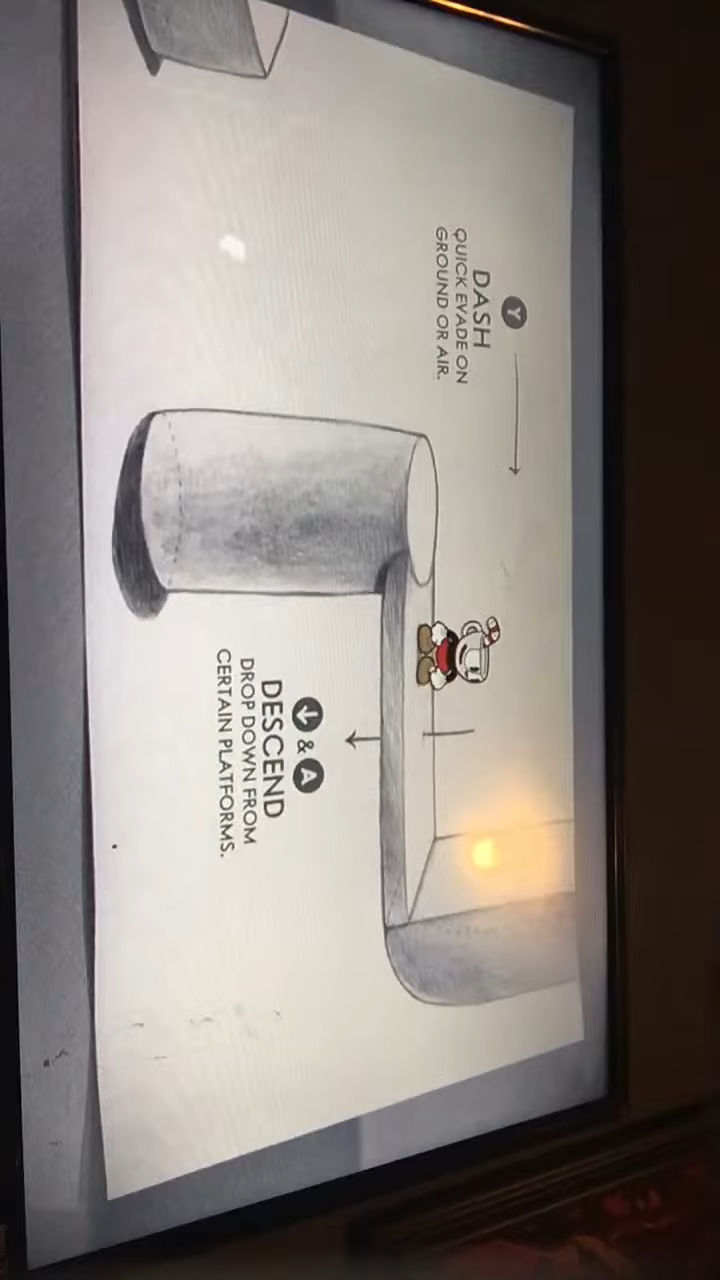 Y
DASH
QUICK EVADE ON
GROUND OR AIR.
& A
DESCEND
DROP DOWN FROM
CERTAIN PLATFORMS.